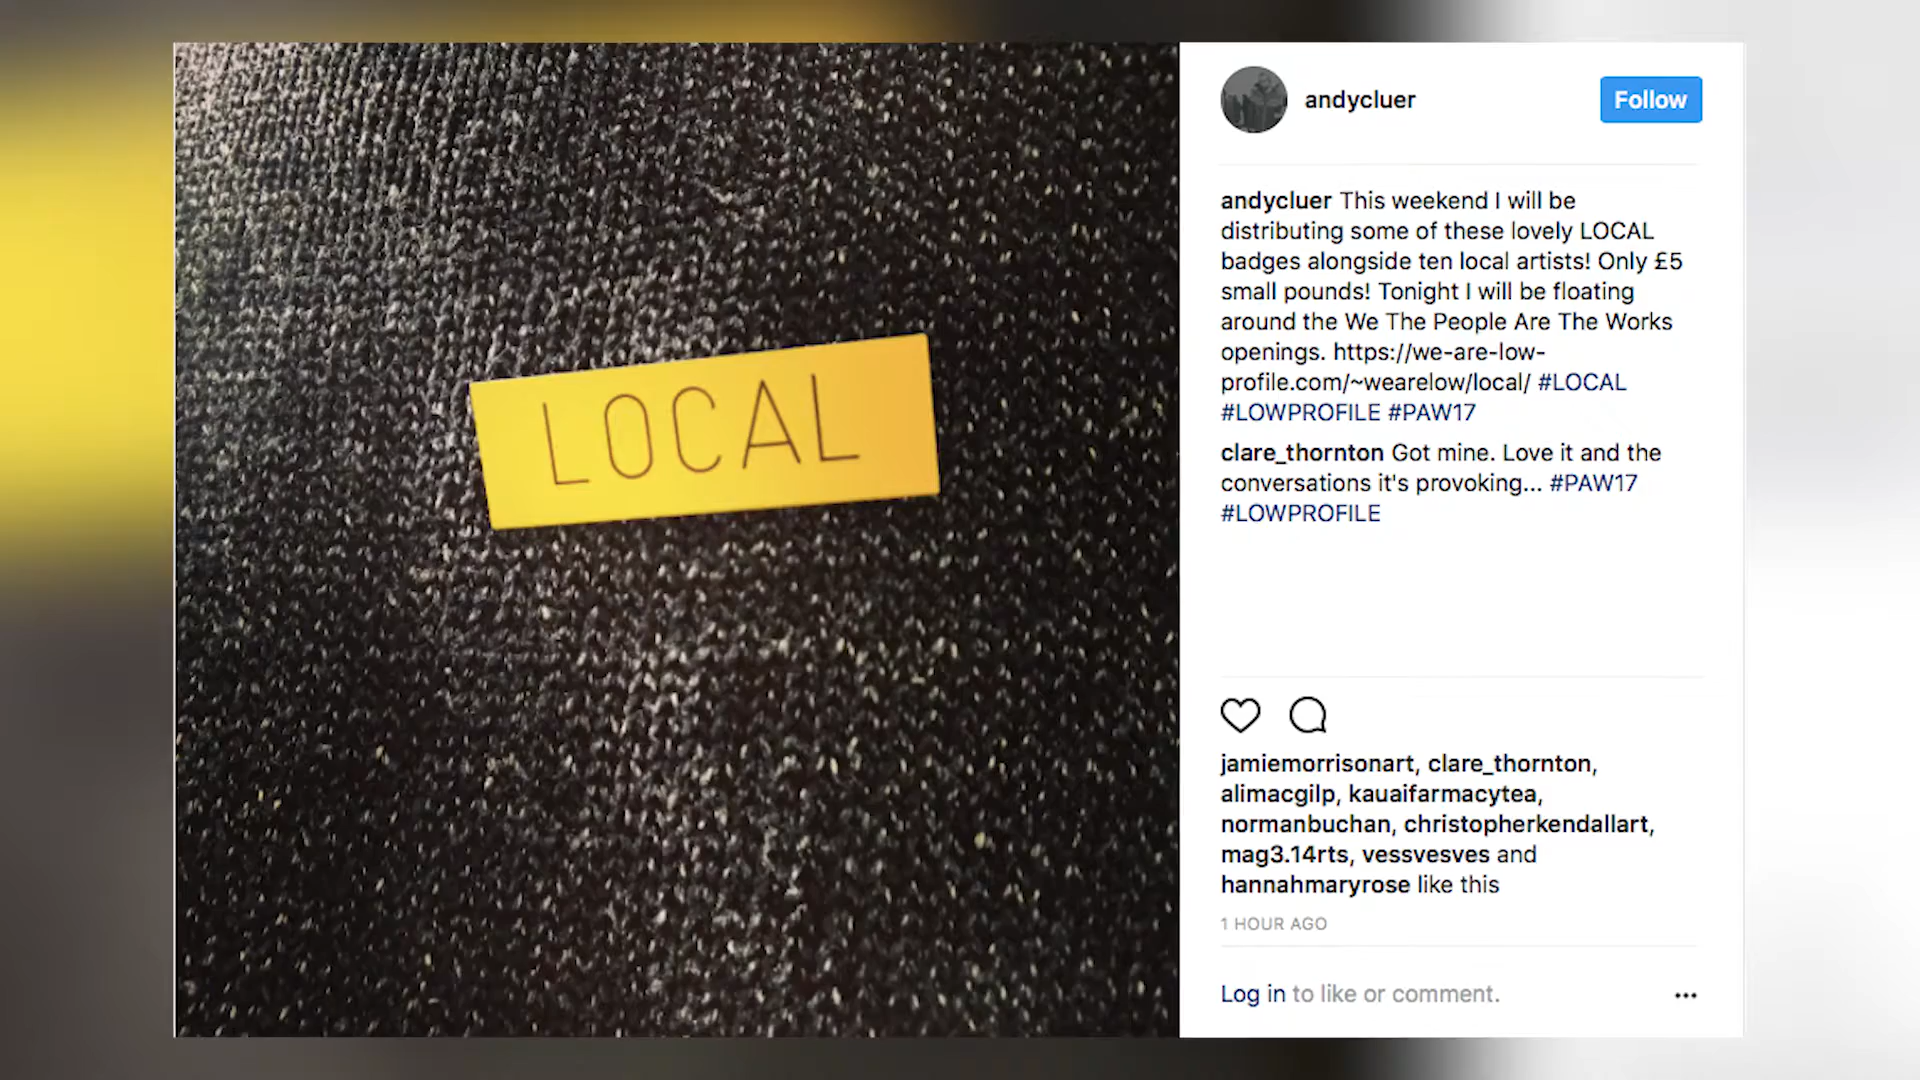 LOCAL
andycluer
Follow
andycluer This weekend I will be
distributing some of these lovely LOCAL
badges alongside ten local artists! Only £5
small pounds! Tonight I will be floating
around the We The People Are The Works
openings. https://we-are-low-
profile.com/~wearelow/local/ #LOCAL
#LOWPROFILE #PAW17
clare_thornton Got mine. Love it and the
conversations it's provoking... #PAW17
#LOWPROFILE
jamiemorrisonart, clare_thornton,
alimacgilp, kauaifarmacytea,
normanbuchan, christopherkendallart,
mag3.14rts, vessvesves and
hannahmaryrose like this
1 HOUR AGO
Log in to like or comment.